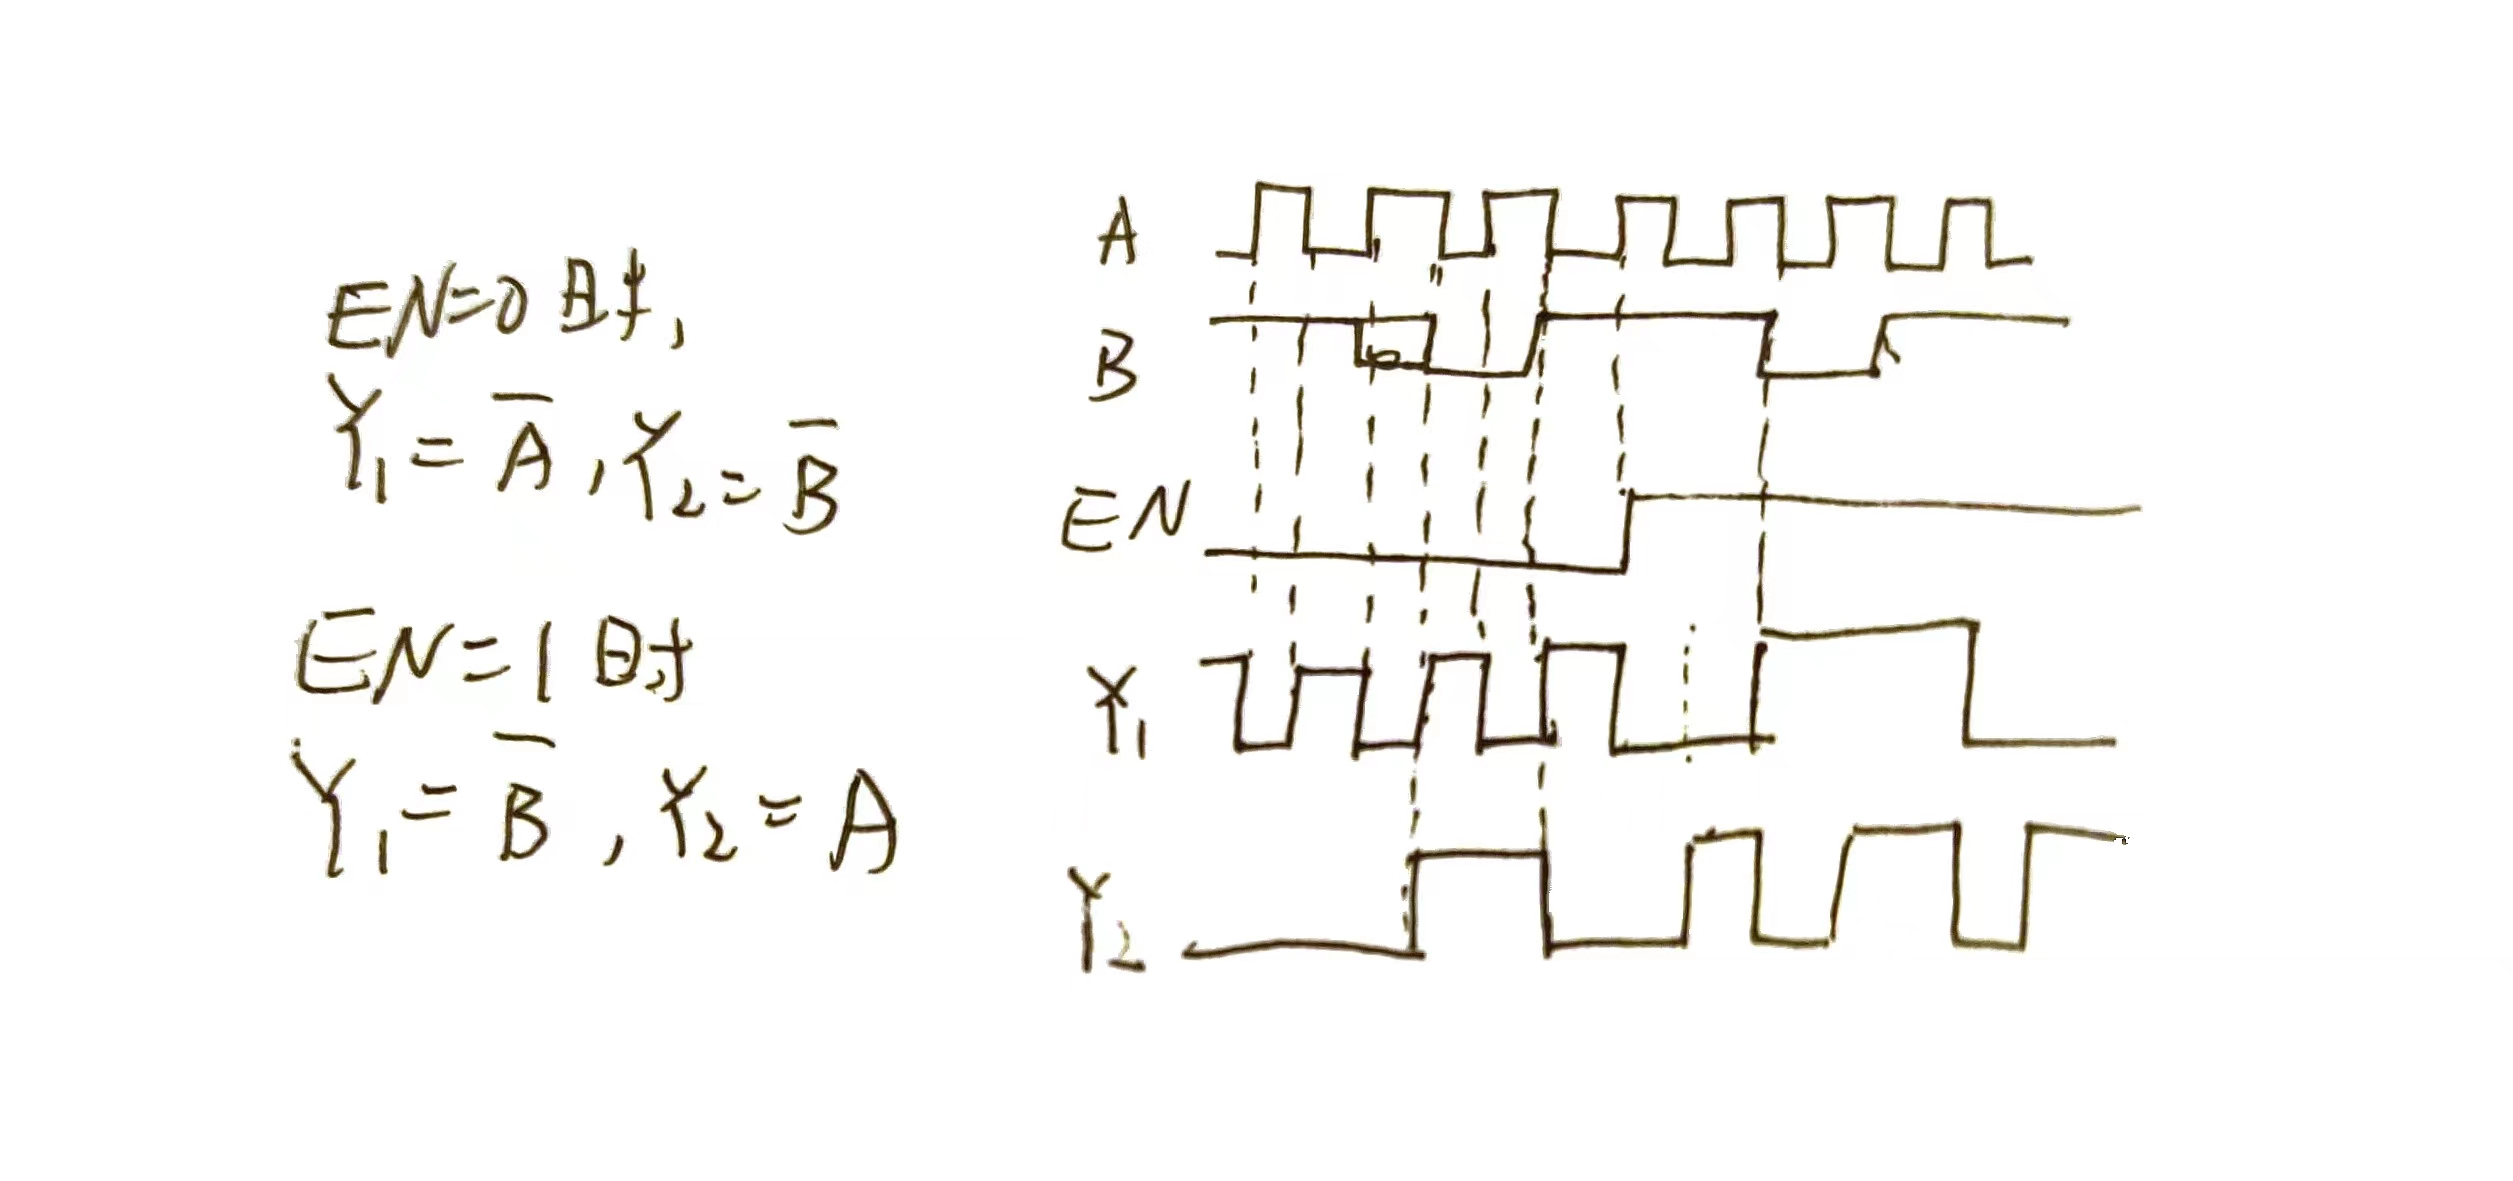 EN=0时,
Y₁=A̅,Y₂=B̅
EN=1时
Y₁=B̅,Y₂=A
A
B
EN
Y₁
Y₂